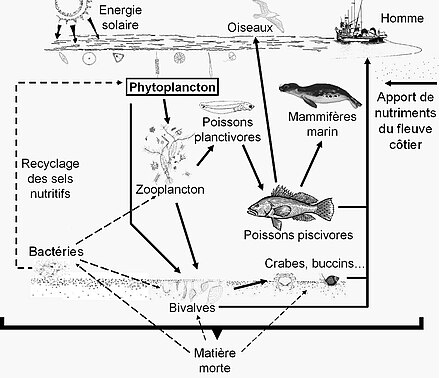 Energie
solaire
Oiseaux
Homme
Phytoplancton
Poissons
planctivores
Mammifères
marin
Apport de
nutriments
du fleuve
côtier
Recyclage
des sels
nutritifs
Zooplancton
Poissons piscivores
Bactéries
Crabes, buccins...
Bivalves
Matière
morte